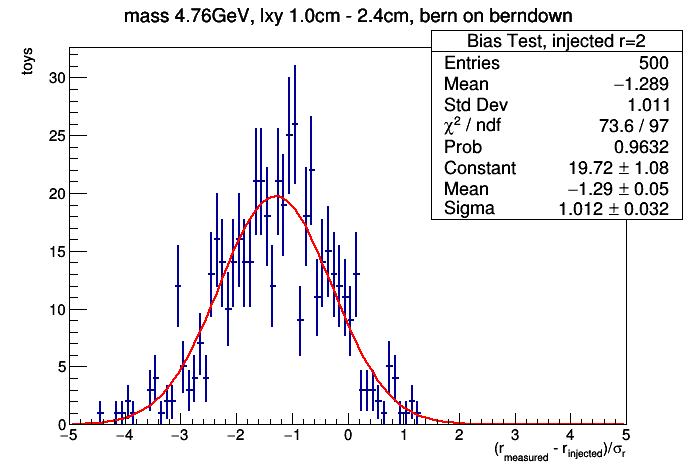 mass 4.76GeV, lxy 1.0cm - 2.4cm, bern on berndown
Bias Test, injected r=2
Entries 500
Mean −1.289
Std Dev 1.011
χ² / ndf 73.6 / 97
Prob 0.9632
Constant 19.72 ± 1.08
Mean −1.29 ± 0.05
Sigma 1.012 ± 0.032
toys
30
25
20
15
10
5
0
−5 −4 −3 −2 −1 0 1 2 3 4 5
(r_measured - r_injected)/σ_r